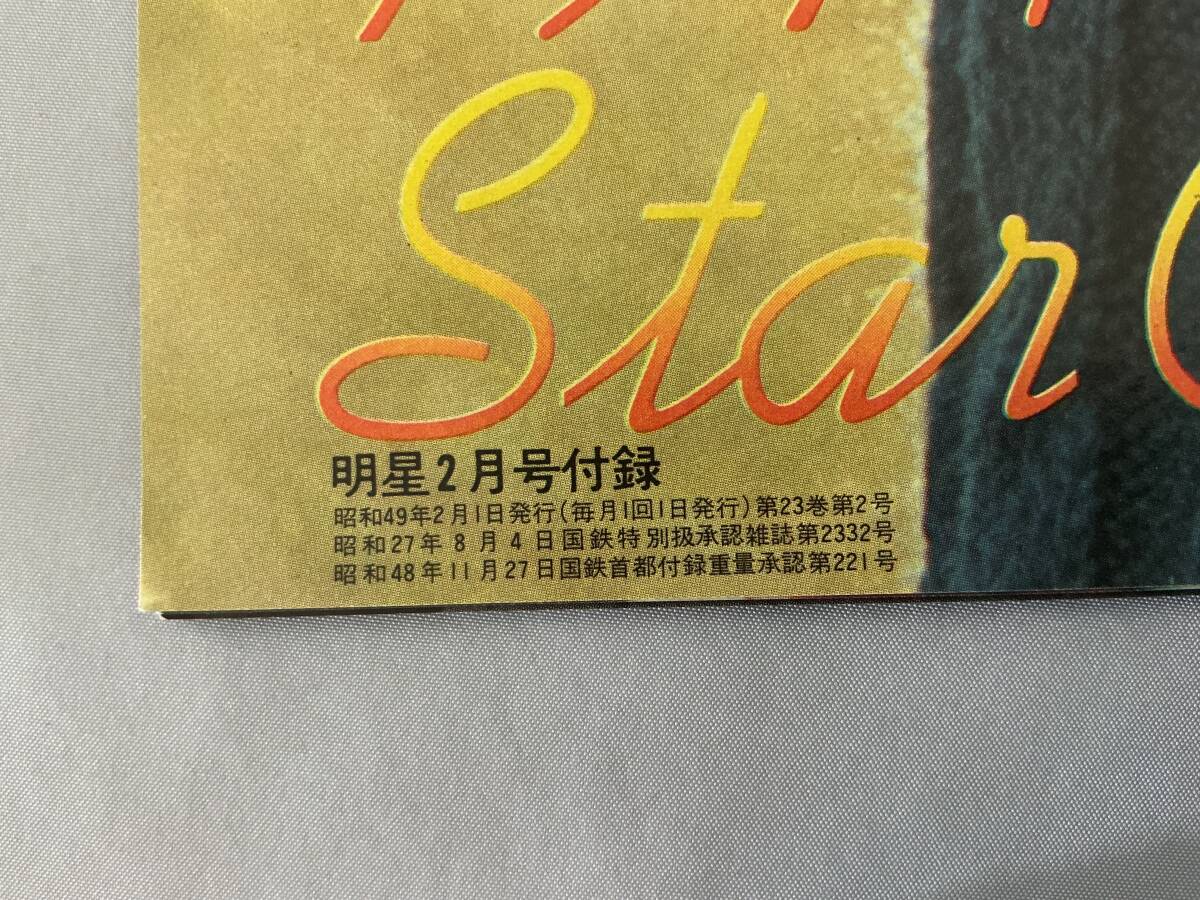 Star
明星2月号付録
昭和49年2月1日発行(毎月1回1日発行)第23巻第2号
昭和27年8月4日国鉄特別扱承認雑誌第2332号
昭和48年11月27日国鉄首都付録重量承認第221号